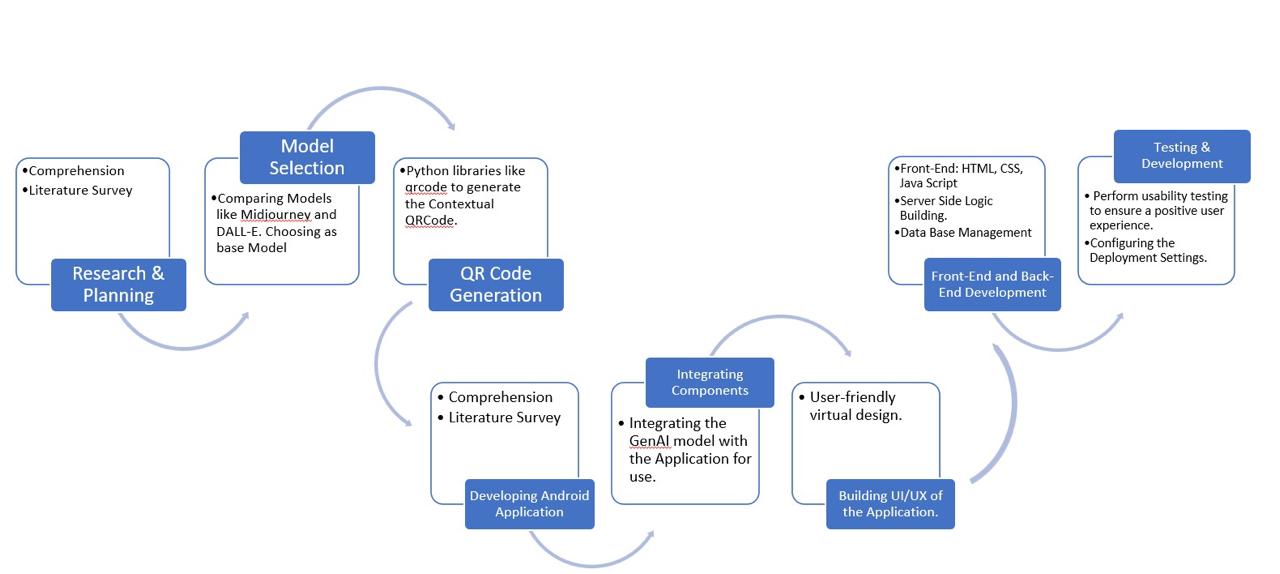 •Comprehension
•Literature Survey
Research &
Planning
Model
Selection
•Comparing Models
like Midjourney and
DALL-E. Choosing as
base Model
•Python libraries like
qrcode to generate
the Contextual
QRCode.
QR Code
Generation
• Comprehension
• Literature Survey
Developing Android
Application
Integrating
Components
• Integrating the
GenAI model with
the Application for
use.
• User-friendly
virtual design.
Building UI/UX of
the Application.
•Front-End: HTML, CSS,
Java Script
•Server Side Logic
Building.
•Data Base Management
Front-End and Back-
End Development
Testing &
Development
• Perform usability testing
to ensure a positive user
experience.
•Configuring the
Deployment Settings.